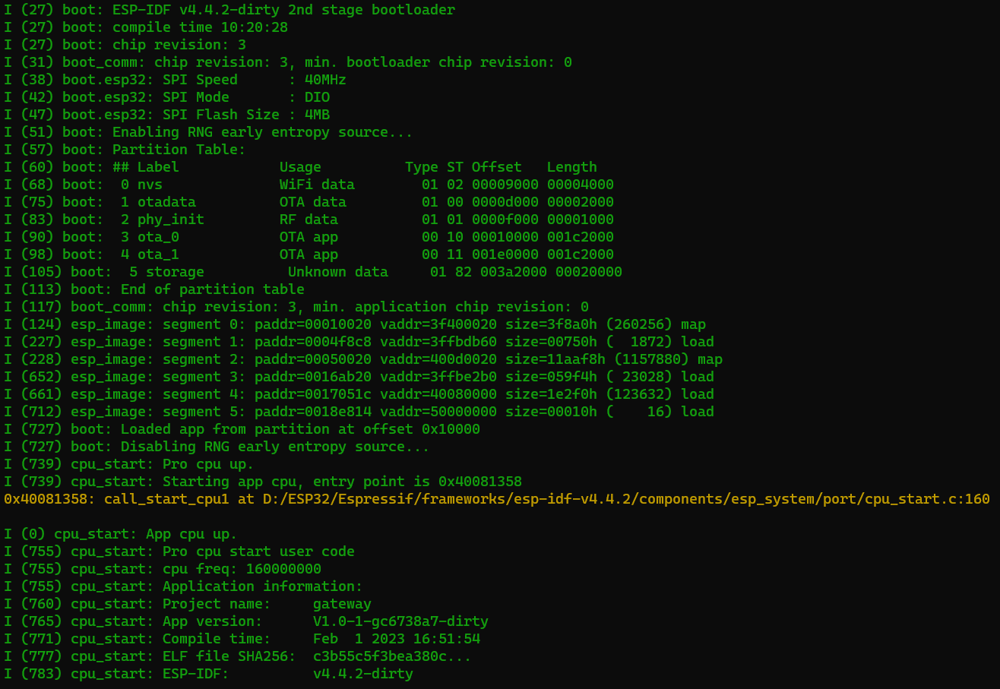 I (27) boot: ESP-IDF v4.4.2-dirty 2nd stage bootloader
I (27) boot: compile time 10:20:28
I (27) boot: chip revision: 3
I (31) boot_comm: chip revision: 3, min. bootloader chip revision: 0
I (38) boot.esp32: SPI Speed      : 40MHz
I (42) boot.esp32: SPI Mode       : DIO
I (47) boot.esp32: SPI Flash Size : 4MB
I (51) boot: Enabling RNG early entropy source...
I (57) boot: Partition Table:
I (60) boot: ## Label            Usage          Type ST Offset   Length
I (68) boot:  0 nvs              WiFi data        01 02 00009000 00004000
I (75) boot:  1 otadata          OTA data         01 00 0000d000 00002000
I (83) boot:  2 phy_init         RF data          01 01 0000f000 00001000
I (90) boot:  3 ota_0            OTA app          00 10 00010000 001c2000
I (98) boot:  4 ota_1            OTA app          00 11 001e0000 001c2000
I (105) boot:  5 storage          Unknown data     01 82 003a2000 00020000
I (113) boot: End of partition table
I (117) boot_comm: chip revision: 3, min. application chip revision: 0
I (124) esp_image: segment 0: paddr=00010020 vaddr=3f400020 size=3f8a0h (260256) map
I (227) esp_image: segment 1: paddr=0004f8c8 vaddr=3ffbdb60 size=00750h (  1872) load
I (228) esp_image: segment 2: paddr=00050020 vaddr=400d0020 size=11aaf8h (1157880) map
I (652) esp_image: segment 3: paddr=0016ab20 vaddr=3ffbe2b0 size=059f4h ( 23028) load
I (661) esp_image: segment 4: paddr=0017051c vaddr=40080000 size=1e2f0h (123632) load
I (712) esp_image: segment 5: paddr=0018e814 vaddr=50000000 size=00010h (    16) load
I (727) boot: Loaded app from partition at offset 0x10000
I (727) boot: Disabling RNG early entropy source...
I (739) cpu_start: Pro cpu up.
I (739) cpu_start: Starting app cpu, entry point is 0x40081358
0x40081358: call_start_cpu1 at D:/ESP32/Espressif/frameworks/esp-idf-v4.4.2/components/esp_system/port/cpu_start.c:160
I (0) cpu_start: App cpu up.
I (755) cpu_start: Pro cpu start user code
I (755) cpu_start: cpu freq: 160000000
I (755) cpu_start: Application information:
I (760) cpu_start: Project name:     gateway
I (765) cpu_start: App version:      V1.0-1-gc6738a7-dirty
I (771) cpu_start: Compile time:     Feb  1 2023 16:51:54
I (777) cpu_start: ELF file SHA256:  c3b55c5f3bea380c...
I (783) cpu_start: ESP-IDF:          v4.4.2-dirty